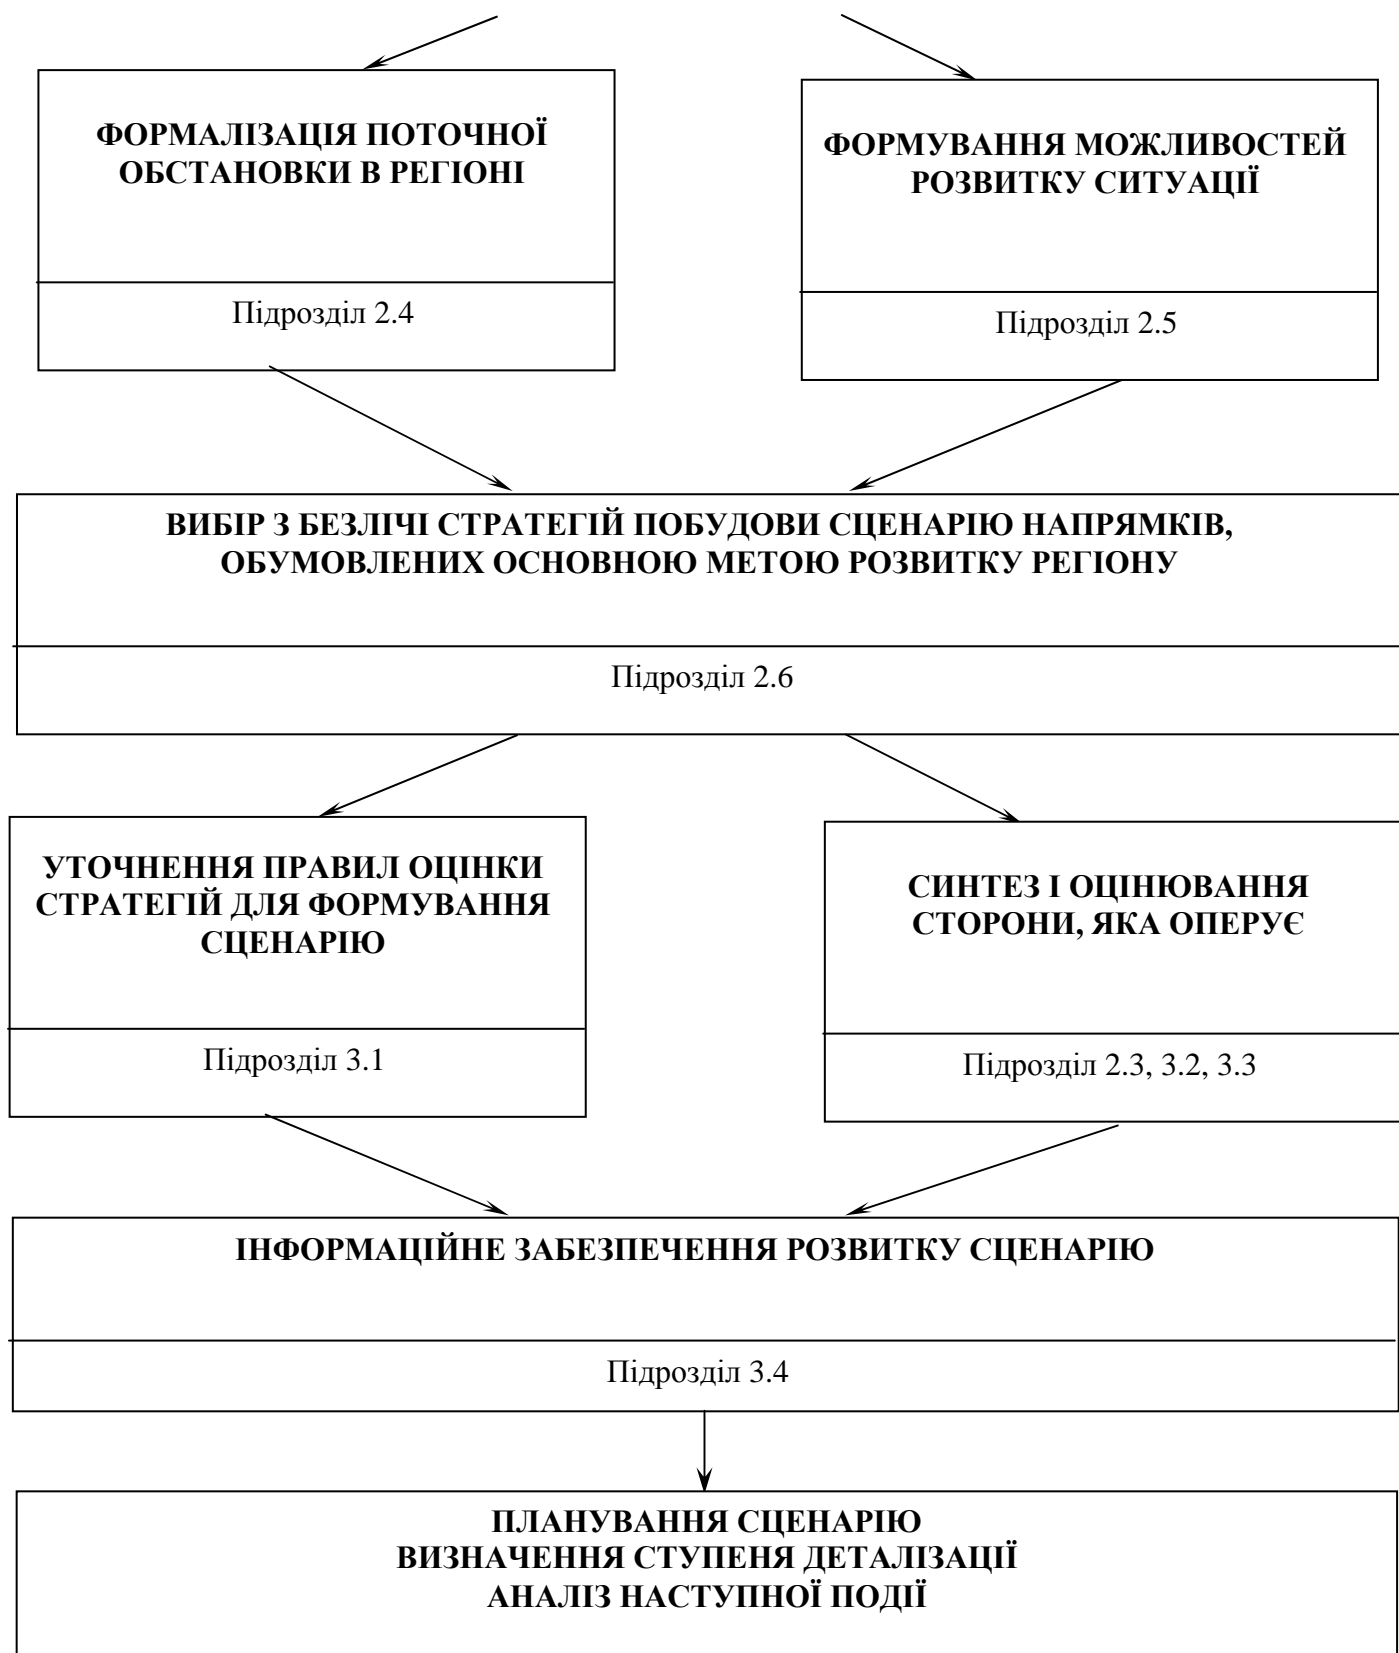 ФОРМАЛІЗАЦІЯ ПОТОЧНОЇ
ОБСТАНОВКИ В РЕГІОНІ
Підрозділ 2.4
ФОРМУВАННЯ МОЖЛИВОСТЕЙ
РОЗВИТКУ СИТУАЦІЇ
Підрозділ 2.5
ВИБІР З БЕЗЛІЧІ СТРАТЕГІЙ ПОБУДОВИ СЦЕНАРІЮ НАПРЯМКІВ,
ОБУМОВЛЕНИХ ОСНОВНОЮ МЕТОЮ РОЗВИТКУ РЕГІОНУ
Підрозділ 2.6
УТОЧНЕННЯ ПРАВИЛ ОЦІНКИ
СТРАТЕГІЙ ДЛЯ ФОРМУВАННЯ
СЦЕНАРІЮ
Підрозділ 3.1
СИНТЕЗ І ОЦІНЮВАННЯ
СТОРОНИ, ЯКА ОПЕРУЄ
Підрозділ 2.3, 3.2, 3.3
ІНФОРМАЦІЙНЕ ЗАБЕЗПЕЧЕННЯ РОЗВИТКУ СЦЕНАРІЮ
Підрозділ 3.4
ПЛАНУВАННЯ СЦЕНАРІЮ
ВИЗНАЧЕННЯ СТУПЕНЯ ДЕТАЛІЗАЦІЇ
АНАЛІЗ НАСТУПНОЇ ПОДІЇ